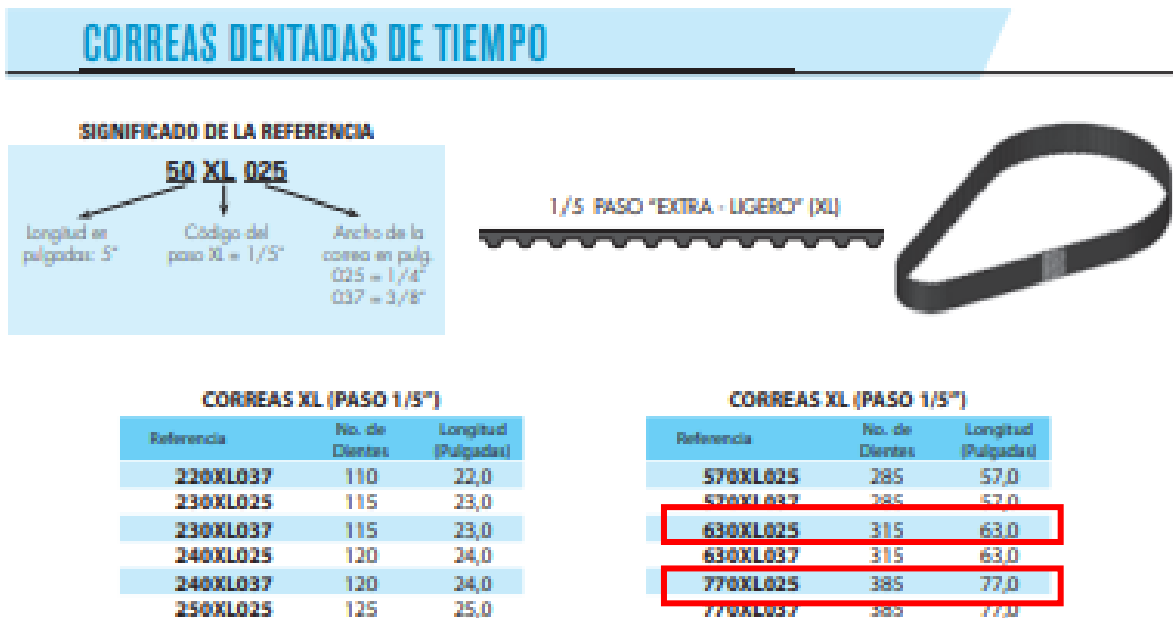 CORREAS DENTADAS DE TIEMPO
SIGNIFICADO DE LA REFERENCIA
50 XL 025
Longitud en
pulgadas: 5"
Código del
paso XL = 1/5"
Ancho de la
correa en pulg.
025 = 1/4"
037 = 3/8"
1/5 PASO "EXTRA - LIGERO" (XL)
CORREAS XL (PASO 1/5")
Referencia No. de Dientes Longitud (Pulgadas)
220XL037 110 22,0
230XL025 115 23,0
230XL037 115 23,0
240XL025 120 24,0
240XL037 120 24,0
250XL025 125 25,0
CORREAS XL (PASO 1/5")
Referencia No. de Dientes Longitud (Pulgadas)
570XL025 285 57,0
570XL037 285 57,0
630XL025 315 63,0
630XL037 315 63,0
770XL025 385 77,0
770XL037 385 77,0